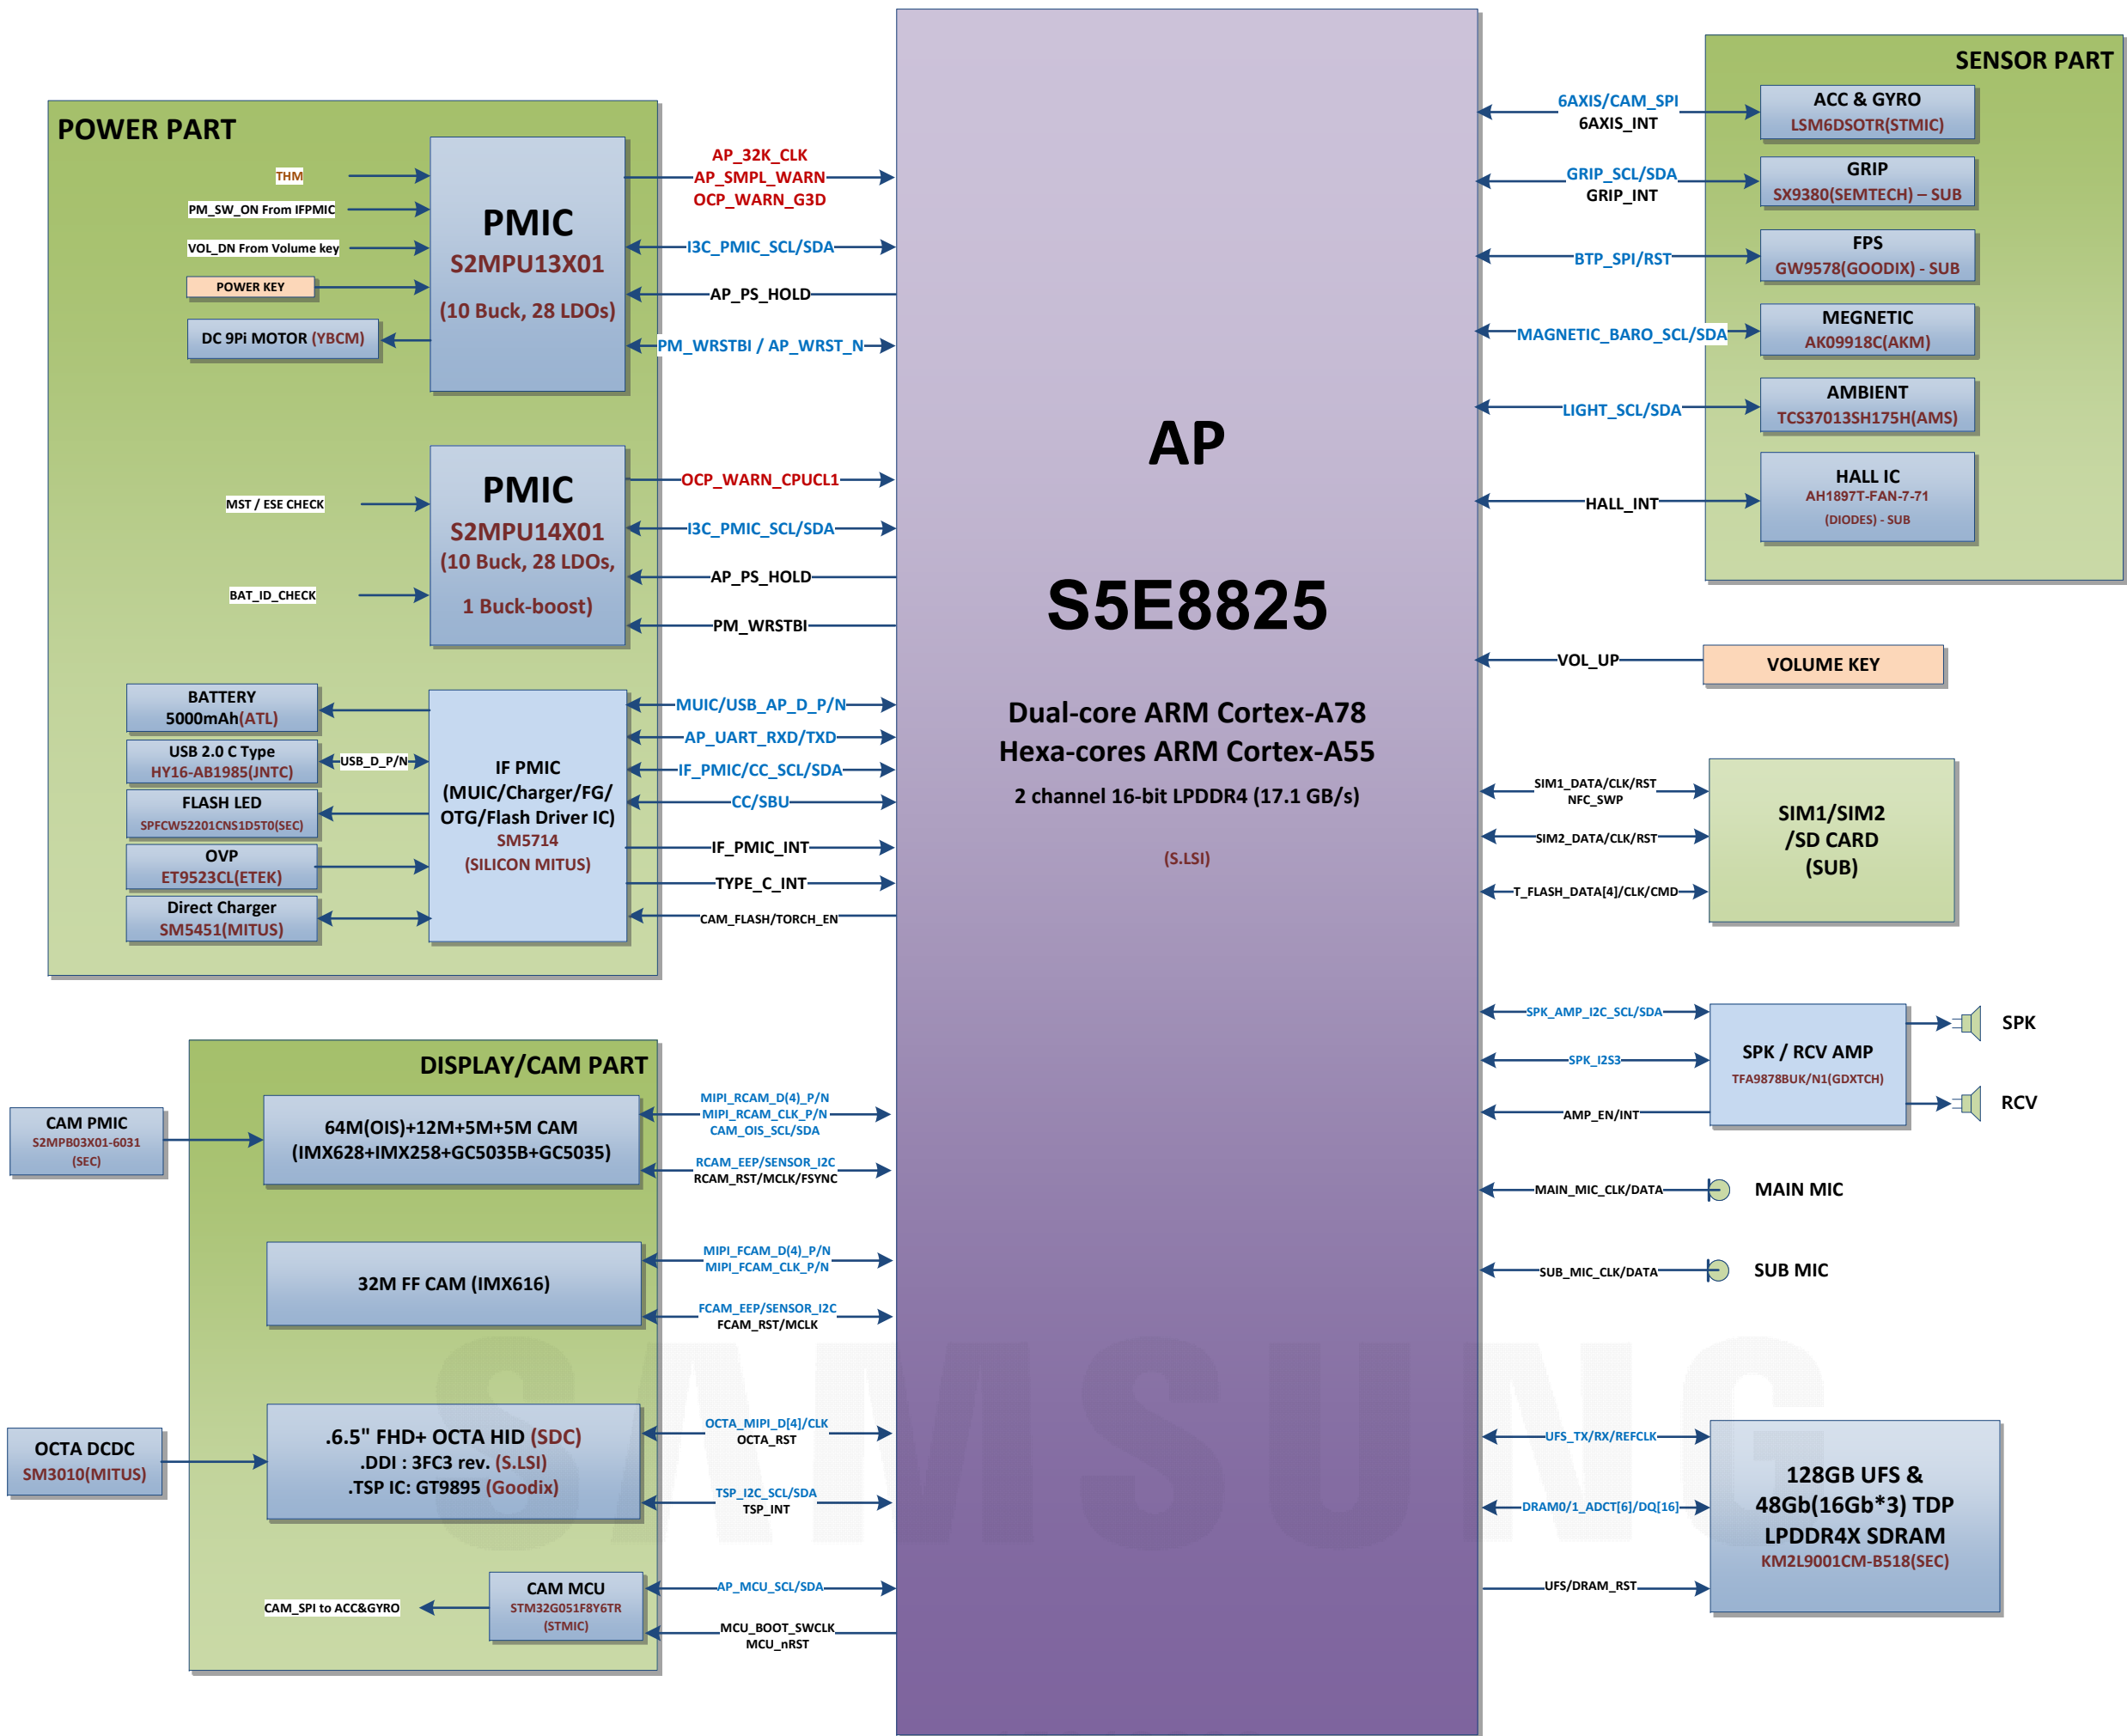 POWER PART
THM
PM_SW_ON From IFPMIC
VOL_DN From Volume key
POWER KEY
DC 9Pi MOTOR (YBCM)
PMIC
S2MPU13X01
(10 Buck, 28 LDOs)
AP_32K_CLK
AP_SMPL_WARN
OCP_WARN_G3D
I3C_PMIC_SCL/SDA
AP_PS_HOLD
PM_WRSTBI / AP_WRST_N
MST / ESE CHECK
BAT_ID_CHECK
PMIC
S2MPU14X01
(10 Buck, 28 LDOs,
1 Buck-boost)
OCP_WARN_CPUCL1
I3C_PMIC_SCL/SDA
AP_PS_HOLD
PM_WRSTBI
BATTERY
5000mAh(ATL)
USB 2.0 C Type
HY16-AB1985(JNTC)
USB_D_P/N
FLASH LED
SPFCW52201CNS1D5T0(SEC)
OVP
ET9523CL(ETEK)
Direct Charger
SM5451(MITUS)
IF PMIC
(MUIC/Charger/FG/
OTG/Flash Driver IC)
SM5714
(SILICON MITUS)
MUIC/USB_AP_D_P/N
AP_UART_RXD/TXD
IF_PMIC/CC_SCL/SDA
CC/SBU
IF_PMIC_INT
TYPE_C_INT
CAM_FLASH/TORCH_EN
DISPLAY/CAM PART
CAM PMIC
S2MPB03X01-6031
(SEC)
64M(OIS)+12M+5M+5M CAM
(IMX628+IMX258+GC5035B+GC5035)
MIPI_RCAM_D(4)_P/N
MIPI_RCAM_CLK_P/N
CAM_OIS_SCL/SDA
RCAM_EEP/SENSOR_I2C
RCAM_RST/MCLK/FSYNC
32M FF CAM (IMX616)
MIPI_FCAM_D(4)_P/N
MIPI_FCAM_CLK_P/N
FCAM_EEP/SENSOR_I2C
FCAM_RST/MCLK
OCTA DCDC
SM3010(MITUS)
.6.5" FHD+ OCTA HID (SDC)
.DDI : 3FC3 rev. (S.LSI)
.TSP IC: GT9895 (Goodix)
OCTA_MIPI_D[4]/CLK
OCTA_RST
TSP_I2C_SCL/SDA
TSP_INT
CAM_SPI to ACC&GYRO
CAM MCU
STM32G051F8Y6TR
(STMIC)
AP_MCU_SCL/SDA
MCU_BOOT_SWCLK
MCU_nRST
AP
S5E8825
Dual-core ARM Cortex-A78
Hexa-cores ARM Cortex-A55
2 channel 16-bit LPDDR4 (17.1 GB/s)
(S.LSI)
SENSOR PART
6AXIS/CAM_SPI
6AXIS_INT
ACC & GYRO
LSM6DSOTR(STMIC)
GRIP_SCL/SDA
GRIP_INT
GRIP
SX9380(SEMTECH) – SUB
BTP_SPI/RST
FPS
GW9578(GOODIX) - SUB
MAGNETIC_BARO_SCL/SDA
MEGNETIC
AK09918C(AKM)
LIGHT_SCL/SDA
AMBIENT
TCS37013SH175H(AMS)
HALL_INT
HALL IC
AH1897T-FAN-7-71
(DIODES) - SUB
VOL_UP
VOLUME KEY
SIM1_DATA/CLK/RST
NFC_SWP
SIM2_DATA/CLK/RST
T_FLASH_DATA[4]/CLK/CMD
SIM1/SIM2
/SD CARD
(SUB)
SPK_AMP_I2C_SCL/SDA
SPK_I2S3
AMP_EN/INT
SPK / RCV AMP
TFA9878BUK/N1(GDXTCH)
SPK
RCV
MAIN_MIC_CLK/DATA
MAIN MIC
SUB_MIC_CLK/DATA
SUB MIC
UFS_TX/RX/REFCLK
DRAM0/1_ADCT[6]/DQ[16]
UFS/DRAM_RST
128GB UFS &
48Gb(16Gb*3) TDP
LPDDR4X SDRAM
KM2L9001CM-B518(SEC)
SAMSUNG